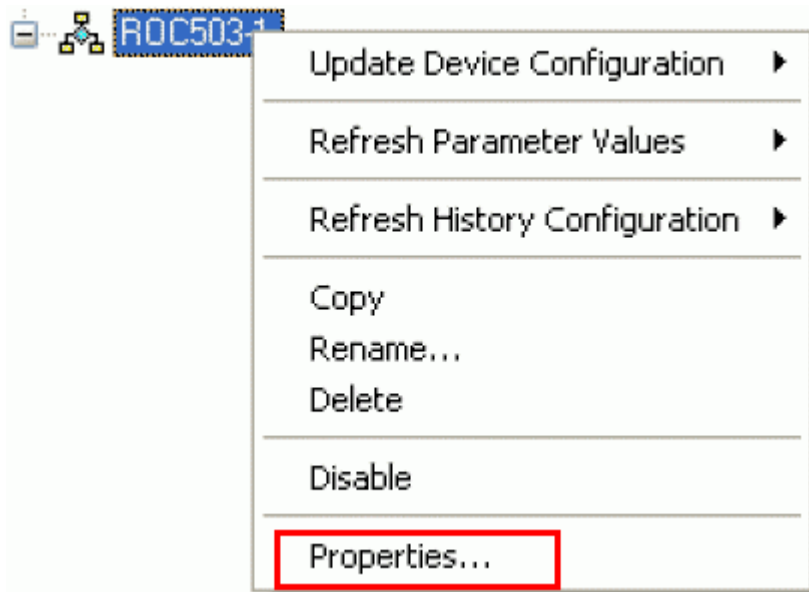 ROC503-1
Update Device Configuration
Refresh Parameter Values
Refresh History Configuration
Copy
Rename...
Delete
Disable
Properties...